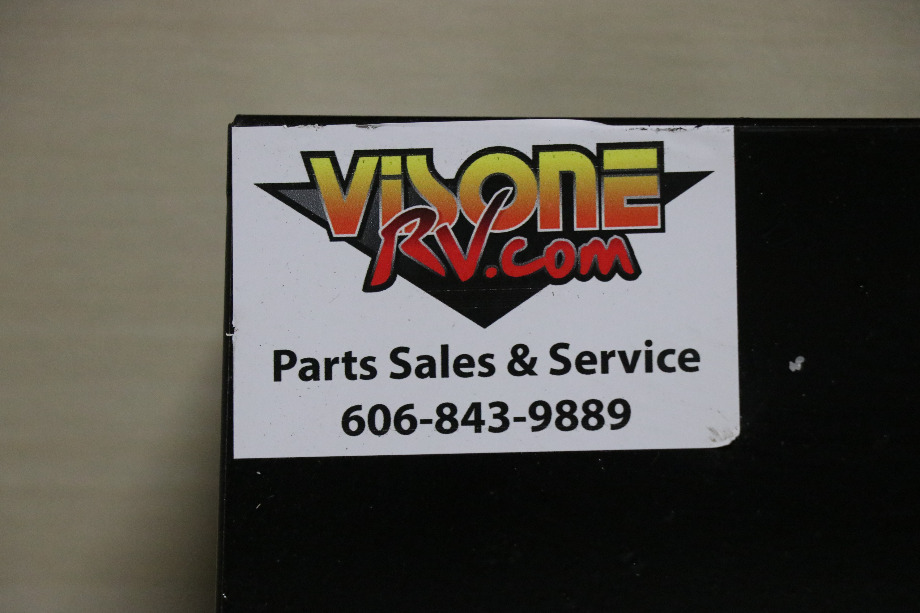 VISONE
RV.com
Parts Sales & Service
606-843-9889